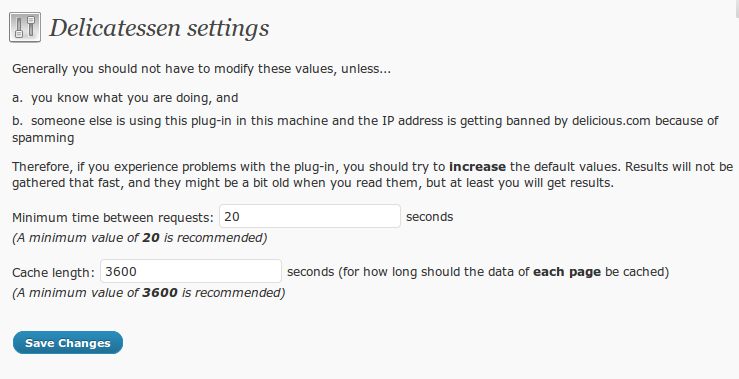 Delicatessen settings
Generally you should not have to modify these values, unless...
a. you know what you are doing, and
b. someone else is using this plug-in in this machine and the IP address is getting banned by delicious.com because of
spamming
Therefore, if you experience problems with the plug-in, you should try to increase the default values. Results will not be
gathered that fast, and they might be a bit old when you read them, but at least you will get results.
Minimum time between requests: 20 seconds
(A minimum value of 20 is recommended)
Cache length: 3600 seconds (for how long should the data of each page be cached)
(A minimum value of 3600 is recommended)
Save Changes